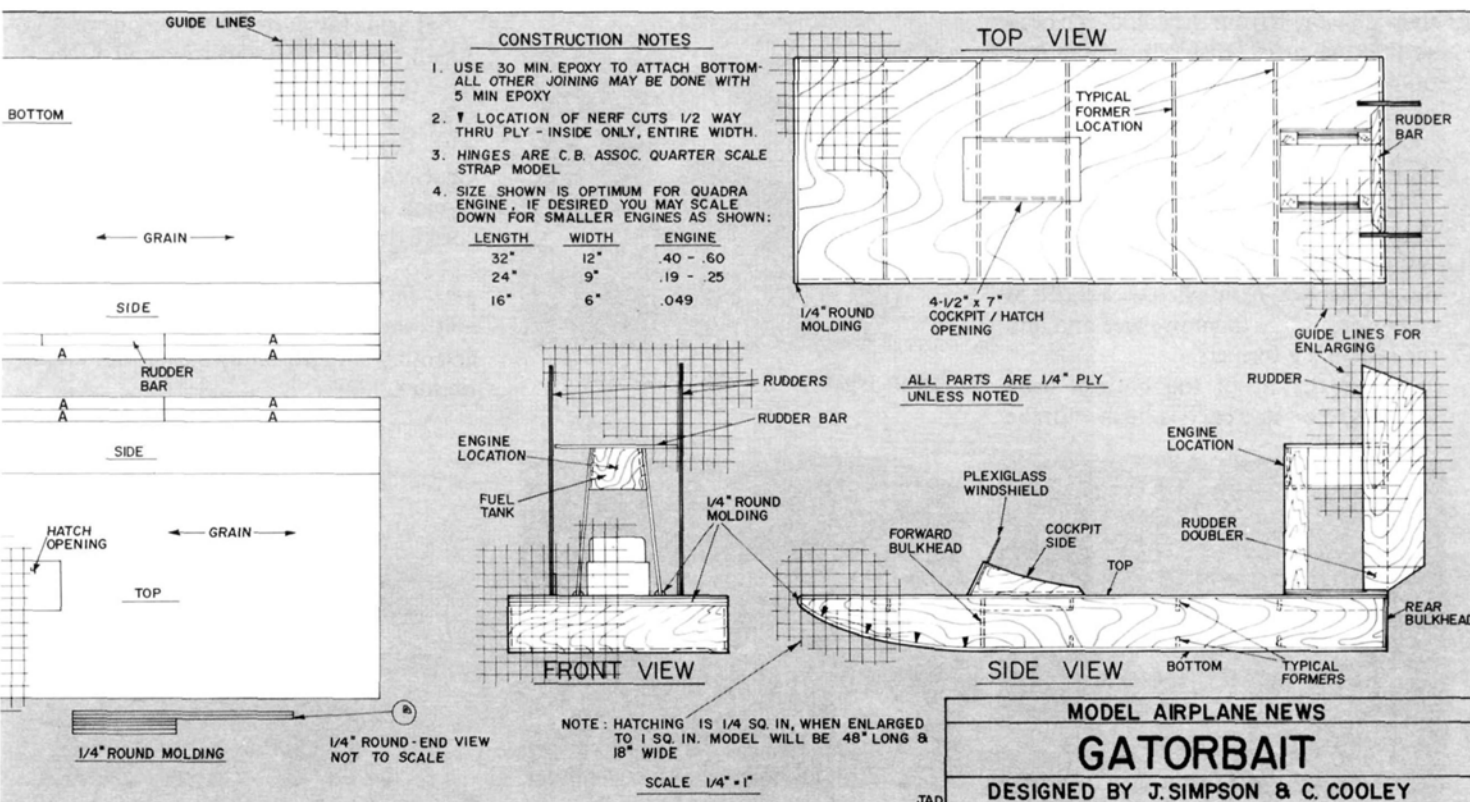 GUIDE LINES
BOTTOM
GRAIN
SIDE
A
A
A
RUDDER
BAR
A
A
A
A
SIDE
HATCH
OPENING
GRAIN
TOP
1/4" ROUND MOLDING
1/4" ROUND-END VIEW
NOT TO SCALE
CONSTRUCTION NOTES
1. USE 30 MIN. EPOXY TO ATTACH BOTTOM-
ALL OTHER JOINING MAY BE DONE WITH
5 MIN EPOXY
2. ▼ LOCATION OF NERF CUTS 1/2 WAY
THRU PLY - INSIDE ONLY, ENTIRE WIDTH.
3. HINGES ARE C.B. ASSOC. QUARTER SCALE
STRAP MODEL
4. SIZE SHOWN IS OPTIMUM FOR QUADRA
ENGINE, IF DESIRED YOU MAY SCALE
DOWN FOR SMALLER ENGINES AS SHOWN:
LENGTH WIDTH ENGINE
32" 12" .40 - .60
24" 9" .19 - .25
16" 6" .049
TOP VIEW
TYPICAL
FORMER
LOCATION
RUDDER
BAR
1/4" ROUND
MOLDING
4-1/2" x 7"
COCKPIT / HATCH
OPENING
GUIDE LINES FOR
ENLARGING
RUDDERS
RUDDER BAR
ENGINE
LOCATION
FUEL
TANK
1/4" ROUND
MOLDING
FRONT VIEW
ALL PARTS ARE 1/4" PLY
UNLESS NOTED
RUDDER
ENGINE
LOCATION
PLEXIGLASS
WINDSHIELD
FORWARD
BULKHEAD
COCKPIT
SIDE
RUDDER
DOUBLER
TOP
REAR
BULKHEAD
SIDE VIEW
BOTTOM
TYPICAL
FORMERS
NOTE: HATCHING IS 1/4 SQ. IN, WHEN ENLARGED
TO 1 SQ. IN. MODEL WILL BE 48" LONG &
18" WIDE
SCALE 1/4" = 1"
MODEL AIRPLANE NEWS
GATORBAIT
DESIGNED BY J. SIMPSON & C. COOLEY